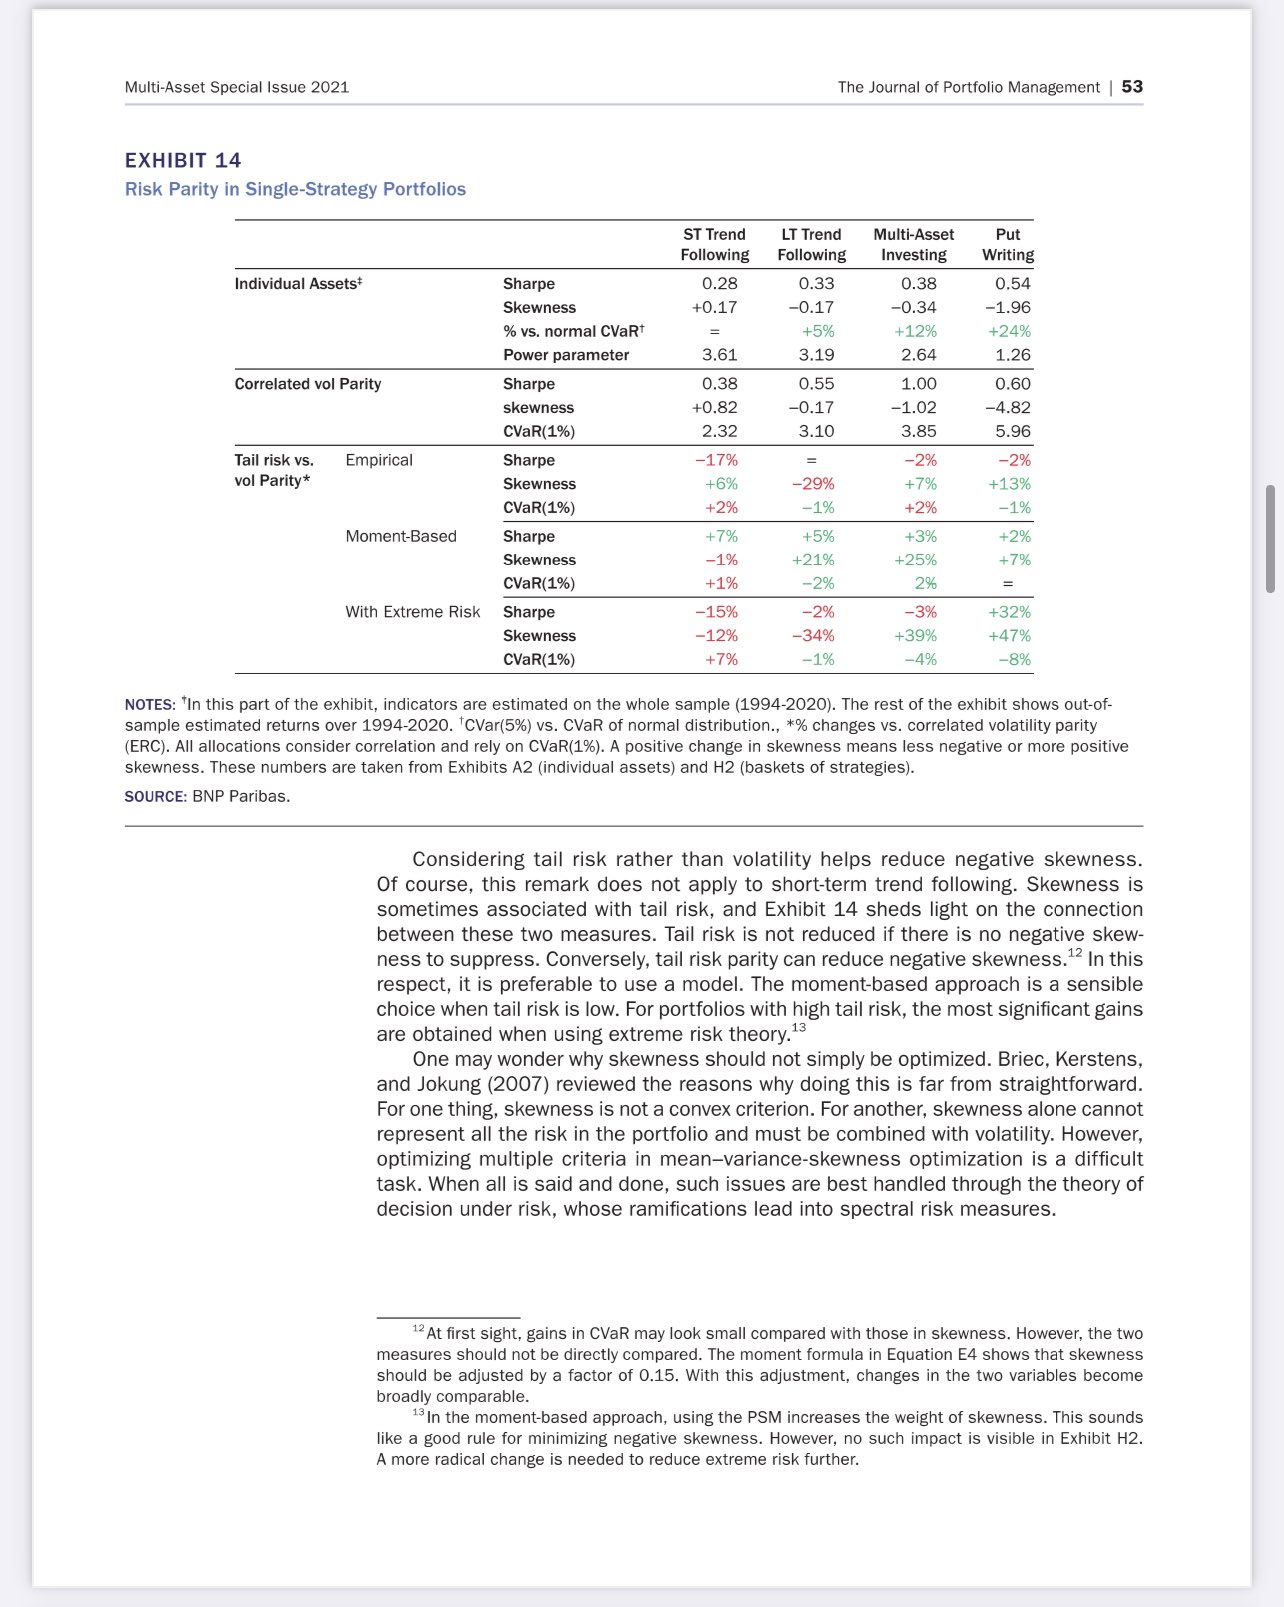 Multi-Asset Special Issue 2021 The Journal of Portfolio Management | 53
EXHIBIT 14
Risk Parity in Single-Strategy Portfolios
ST Trend LT Trend Multi-Asset Put
Following Following Investing Writing
Individual Assets‡ Sharpe 0.28 0.33 0.38 0.54
Skewness +0.17 −0.17 −0.34 −1.96
% vs. normal CVaR† = +5% +12% +24%
Power parameter 3.61 3.19 2.64 1.26
Correlated vol Parity Sharpe 0.38 0.55 1.00 0.60
skewness +0.82 −0.17 −1.02 −4.82
CVaR(1%) 2.32 3.10 3.85 5.96
Tail risk vs. Empirical Sharpe −17% = −2% −2%
vol Parity* Skewness +6% −29% +7% +13%
CVaR(1%) +2% −1% +2% −1%
Moment-Based Sharpe +7% +5% +3% +2%
Skewness −1% +21% +25% +7%
CVaR(1%) +1% −2% 2% =
With Extreme Risk Sharpe −15% −2% −3% +32%
Skewness −12% −34% +39% +47%
CVaR(1%) +7% −1% −4% −8%
NOTES: ‡In this part of the exhibit, indicators are estimated on the whole sample (1994-2020). The rest of the exhibit shows out-of-
sample estimated returns over 1994-2020. †CVar(5%) vs. CVaR of normal distribution., *% changes vs. correlated volatility parity
(ERC). All allocations consider correlation and rely on CVaR(1%). A positive change in skewness means less negative or more positive
skewness. These numbers are taken from Exhibits A2 (individual assets) and H2 (baskets of strategies).
SOURCE: BNP Paribas.
Considering tail risk rather than volatility helps reduce negative skewness.
Of course, this remark does not apply to short-term trend following. Skewness is
sometimes associated with tail risk, and Exhibit 14 sheds light on the connection
between these two measures. Tail risk is not reduced if there is no negative skew-
ness to suppress. Conversely, tail risk parity can reduce negative skewness.12 In this
respect, it is preferable to use a model. The moment-based approach is a sensible
choice when tail risk is low. For portfolios with high tail risk, the most significant gains
are obtained when using extreme risk theory.13
One may wonder why skewness should not simply be optimized. Briec, Kerstens,
and Jokung (2007) reviewed the reasons why doing this is far from straightforward.
For one thing, skewness is not a convex criterion. For another, skewness alone cannot
represent all the risk in the portfolio and must be combined with volatility. However,
optimizing multiple criteria in mean–variance-skewness optimization is a difficult
task. When all is said and done, such issues are best handled through the theory of
decision under risk, whose ramifications lead into spectral risk measures.
12At first sight, gains in CVaR may look small compared with those in skewness. However, the two
measures should not be directly compared. The moment formula in Equation E4 shows that skewness
should be adjusted by a factor of 0.15. With this adjustment, changes in the two variables become
broadly comparable.
13In the moment-based approach, using the PSM increases the weight of skewness. This sounds
like a good rule for minimizing negative skewness. However, no such impact is visible in Exhibit H2.
A more radical change is needed to reduce extreme risk further.